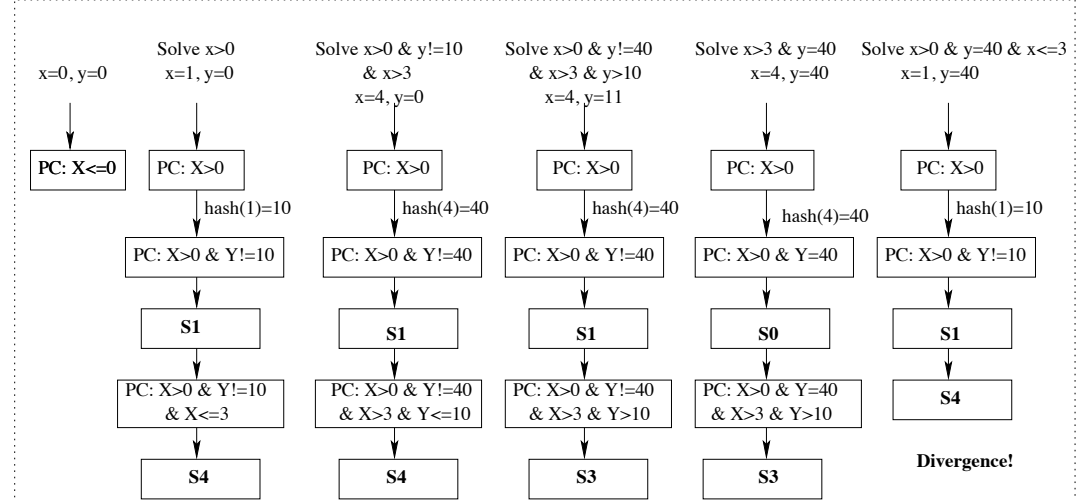 x=0, y=0
PC: X<=0
Solve x>0
x=1, y=0
PC: X>0
hash(1)=10
PC: X>0 & Y!=10
S1
PC: X>0 & Y!=10
& X<=3
S4
Solve x>0 & y!=10
& x>3
x=4, y=0
PC: X>0
hash(4)=40
PC: X>0 & Y!=40
S1
PC: X>0 & Y!=40
& X>3 & Y<=10
S4
Solve x>0 & y!=40
& x>3 & y>10
x=4, y=11
PC: X>0
hash(4)=40
PC: X>0 & Y!=40
S1
PC: X>0 & Y!=40
& X>3 & Y>10
S3
Solve x>3 & y=40
x=4, y=40
PC: X>0
hash(4)=40
PC: X>0 & Y=40
S0
PC: X>0 & Y=40
& X>3 & Y>10
S3
Solve x>0 & y=40 & x<=3
x=1, y=40
PC: X>0
hash(1)=10
PC: X>0 & Y!=10
S1
S4
Divergence!